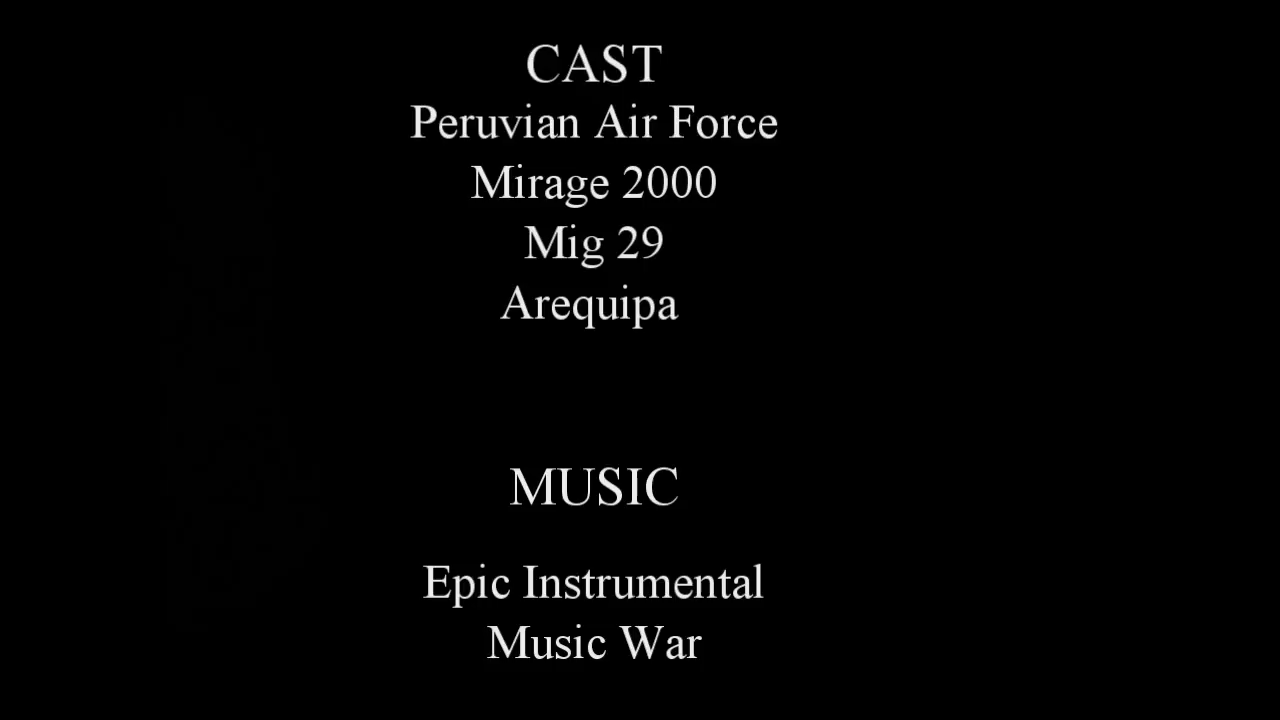 CAST
Peruvian Air Force
Mirage 2000
Mig 29
Arequipa
MUSIC
Epic Instrumental
Music War